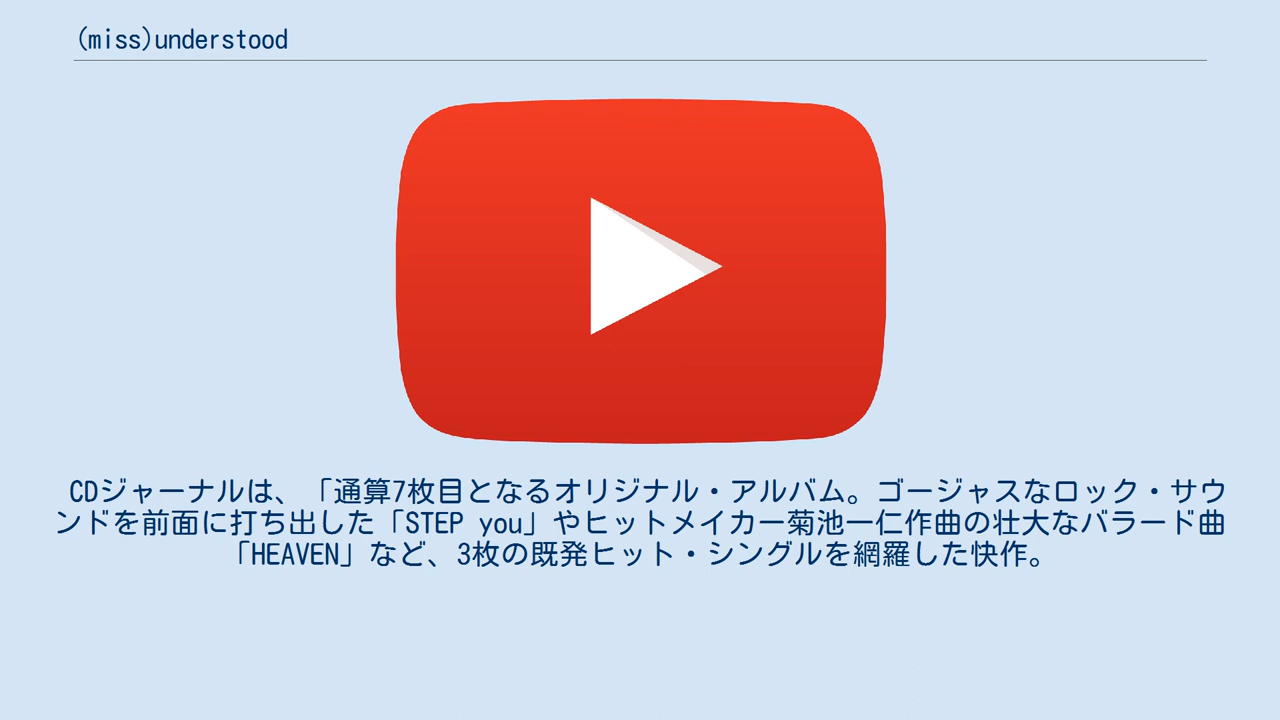 (miss)understood
CDジャーナルは、「通算7枚目となるオリジナル・アルバム。ゴージャスなロック・サウ
ンドを前面に打ち出した「STEP you」やヒットメイカー菊池一仁作曲の壮大なバラード曲
「HEAVEN」など、3枚の既発ヒット・シングルを網羅した快作。